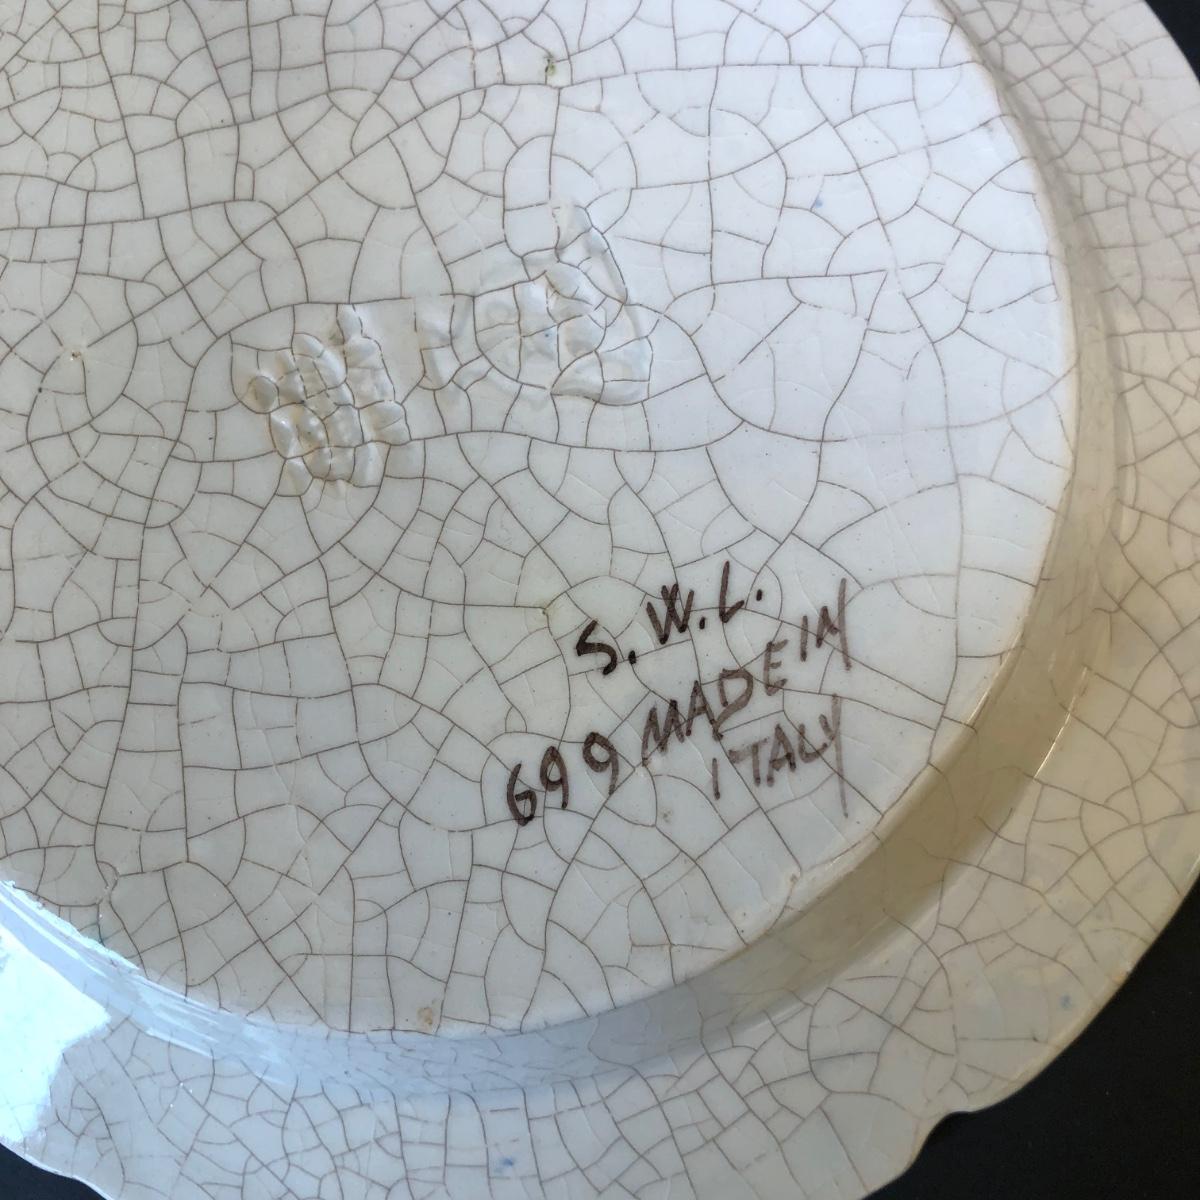 S. W. L.
699 MADE IN
ITALY